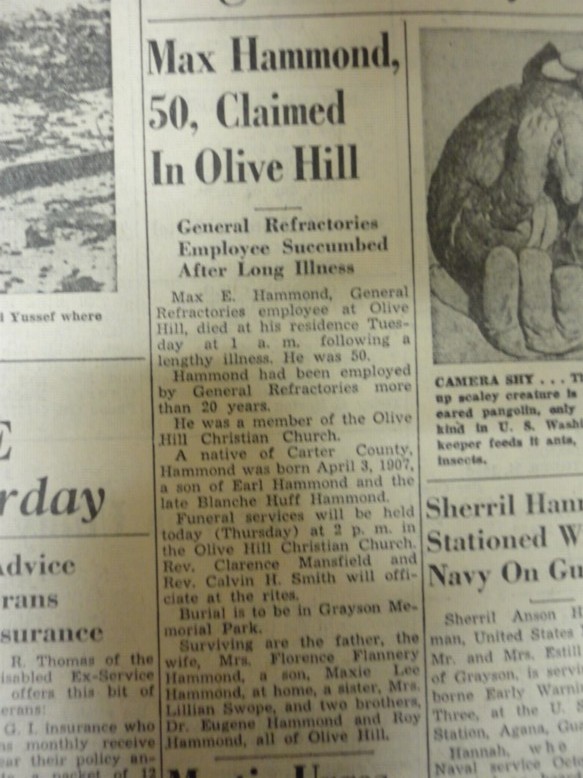 Max Hammond,
50, Claimed
In Olive Hill
General Refractories
Employee Succumbed
After Long Illness
Max E. Hammond, General
Refractories employee at Olive
Hill, died at his residence Tues-
day at 1 a. m. following a
lengthy illness. He was 50.
Hammond had been employed
by General Refractories more
than 20 years.
He was a member of the Olive
Hill Christian Church.
A native of Carter County,
Hammond was born April 3, 1907,
a son of Earl Hammond and the
late Blanche Huff Hammond.
Funeral services will be held
today (Thursday) at 2 p. m. in
the Olive Hill Christian Church.
Rev. Clarence Mansfield and
Rev. Calvin H. Smith will offi-
ciate at the rites.
Burial is to be in Grayson Me-
morial Park.
Surviving are the father, the
wife, Mrs. Florence Flannery
Hammond, a son, Maxie Lee
Hammond, at home, a sister, Mrs.
Lillian Swope, and two brothers,
Dr. Eugene Hammond and Roy
Hammond, all of Olive Hill.
Yussef where
E
rday
Advice
rans
surance
R. Thomas of the
isabled Ex-Service
offers this bit of
erans:
G. I. insurance who
ns monthly receive
ear their policy an-
a packet of 12
CAMERA SHY . . . Th
up scaley creature is
eared pangolin, only
kind in U. S. Washi
keeper feeds it ants,
insects.
Sherril Hann
Stationed W
Navy On Gu
Sherril Anson H
man, United States
Mr. and Mrs. Estill
of Grayson, is servi
borne Early Warni
Three, at the U. S
Station, Agana, Gu
Hannah, who
Naval service Oct